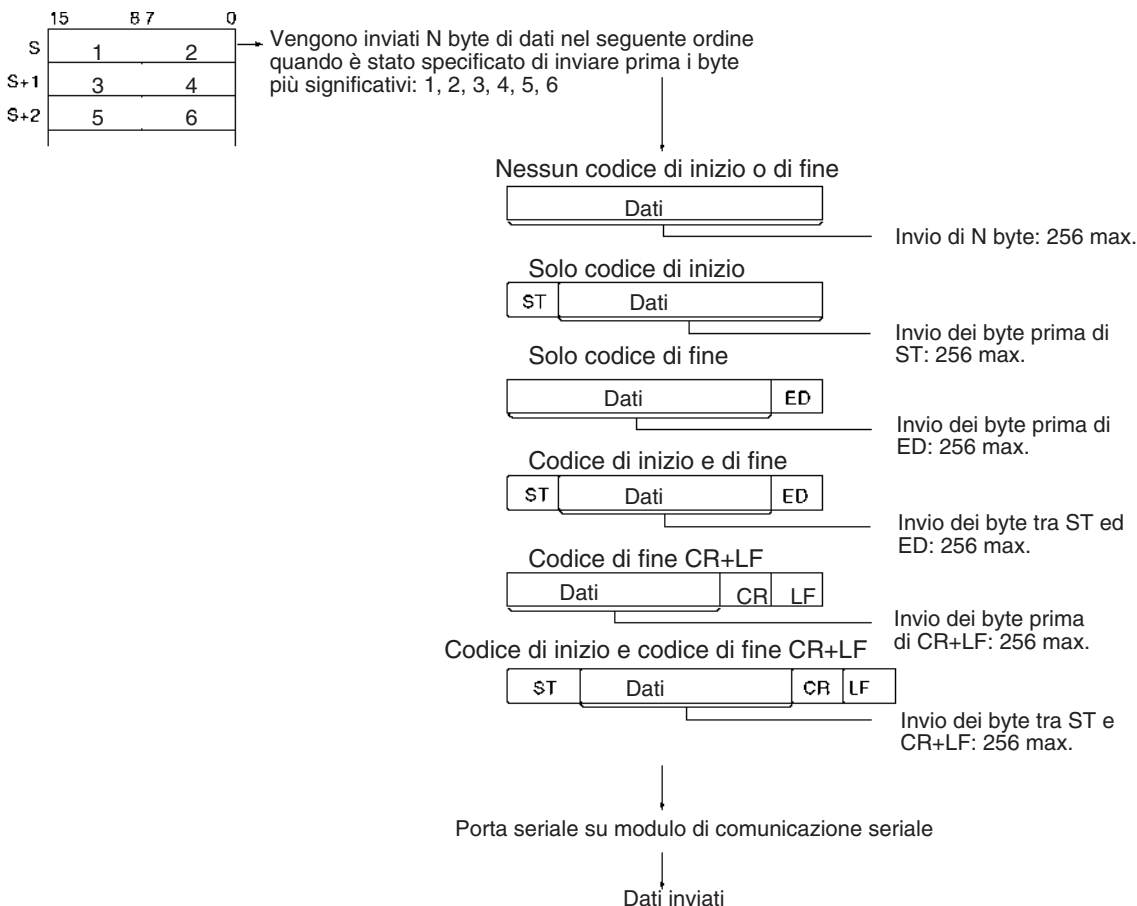 15 8 7 0
S 1 2
S+1 3 4
S+2 5 6
Vengono inviati N byte di dati nel seguente ordine
quando è stato specificato di inviare prima i byte
più significativi: 1, 2, 3, 4, 5, 6
Nessun codice di inizio o di fine
Dati
Invio di N byte: 256 max.
Solo codice di inizio
ST Dati
Invio dei byte prima di
ST: 256 max.
Solo codice di fine
Dati ED
Invio dei byte prima di
ED: 256 max.
Codice di inizio e di fine
ST Dati ED
Invio dei byte tra ST ed
ED: 256 max.
Codice di fine CR+LF
Dati CR LF
Invio dei byte prima
di CR+LF: 256 max.
Codice di inizio e codice di fine CR+LF
ST Dati CR LF
Invio dei byte tra ST e
CR+LF: 256 max.
Porta seriale su modulo di comunicazione seriale
Dati inviati